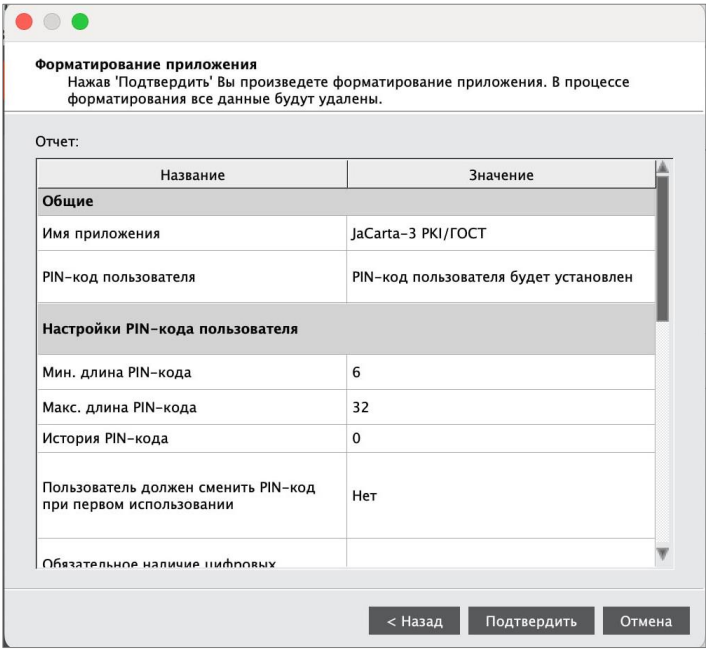 Форматирование приложения
Нажав 'Подтвердить' Вы произведете форматирование приложения. В процессе
форматирования все данные будут удалены.
Отчет:
Название Значение
Общие
Имя приложения JaCarta-3 PKI/ГОСТ
PIN-код пользователя PIN-код пользователя будет установлен
Настройки PIN-кода пользователя
Мин. длина PIN-кода 6
Макс. длина PIN-кода 32
История PIN-кода 0
Пользователь должен сменить PIN-код
при первом использовании Нет
Обязательное наличие цифровых
< Назад Подтвердить Отмена